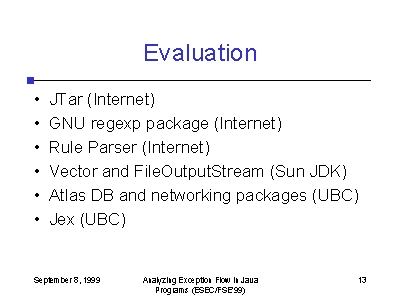 Evaluation
• JTar (Internet)
• GNU regexp package (Internet)
• Rule Parser (Internet)
• Vector and FileOutputStream (Sun JDK)
• Atlas DB and networking packages (UBC)
• Jex (UBC)
September 8, 1999
Analyzing Exception Flow in Java
Programs (ESEC/FSE'99)
13